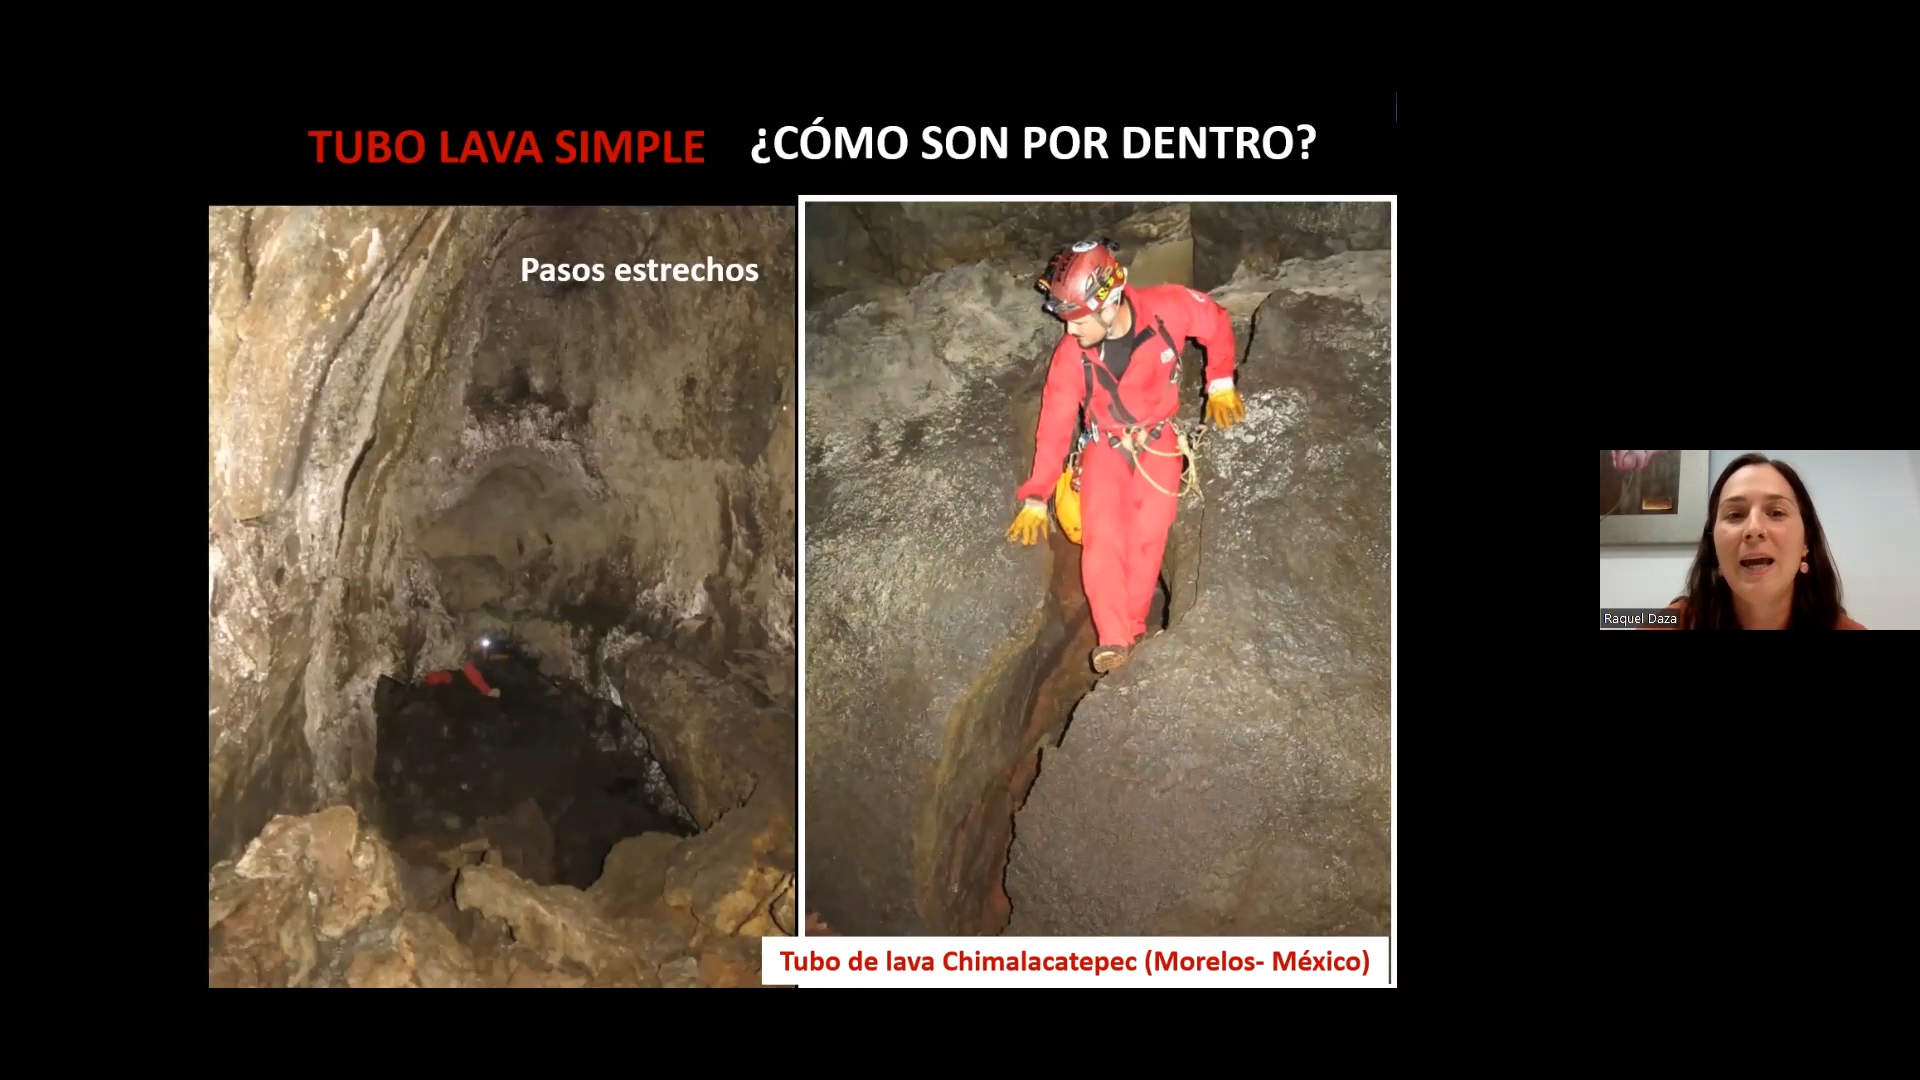 TUBO LAVA SIMPLE ¿CÓMO SON POR DENTRO?
Pasos estrechos
Tubo de lava Chimalacatepec (Morelos- México)
Raquel Daza